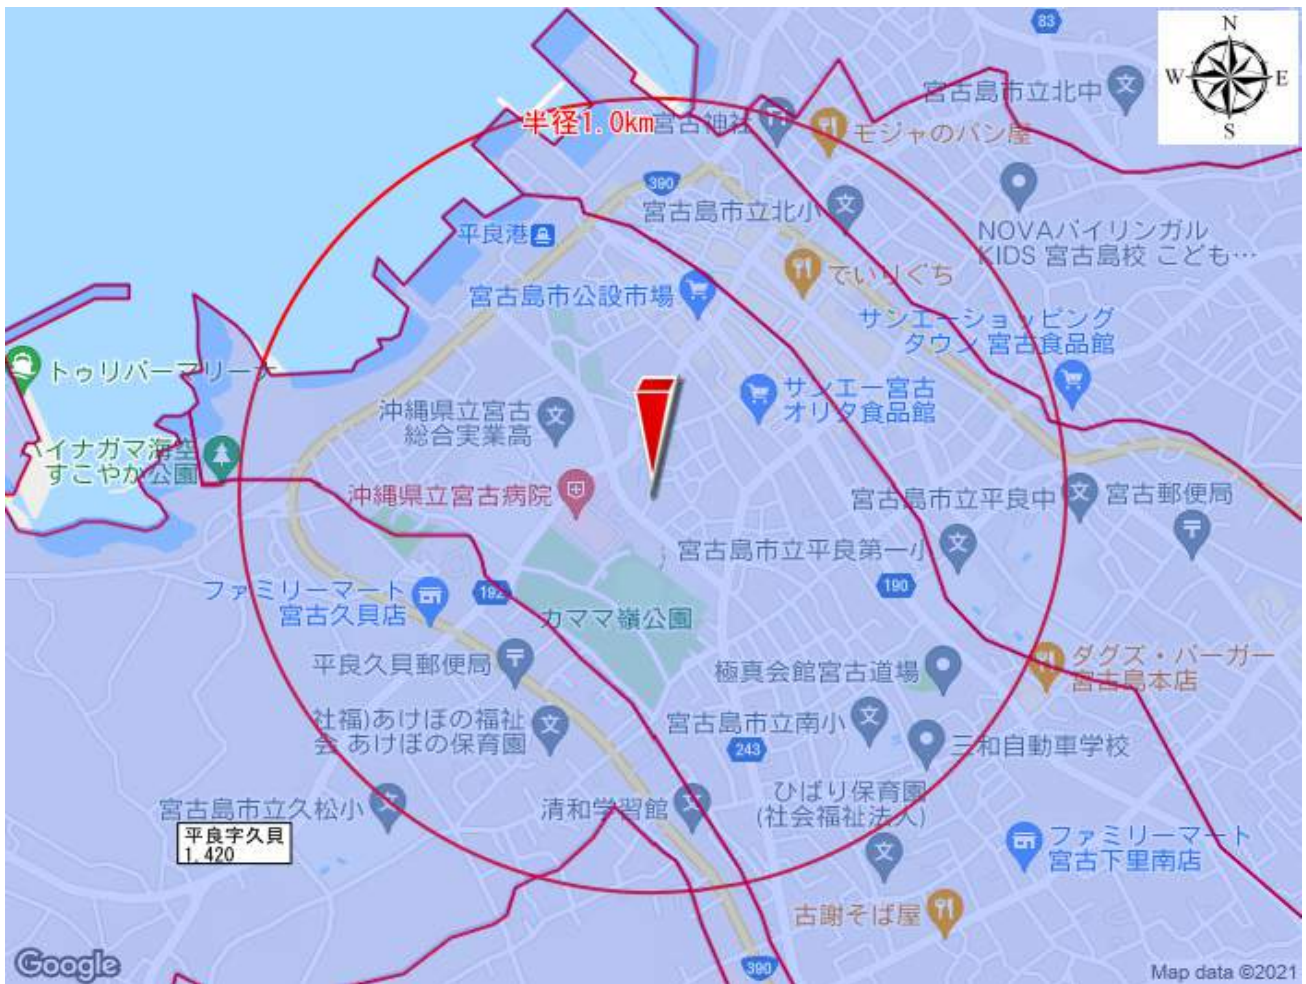 83
N
W
E
S
宮古島市立北中
半径1.0km
宮古神社
モジャのパン屋
390
宮古島市立北小
NOVAバイリンガル
KIDS 宮古島校 こども…
平良港
でいりぐち
宮古島市公設市場
サンエーショッピング
タウン 宮古食品館
トゥリバーマリーナ
サンエー宮古
オリタ食品館
沖縄県立宮古
総合実業高
パイナガマ海空
すこやか公園
沖縄県立宮古病院
宮古島市立平良中
宮古郵便局
宮古島市立平良第一小
190
ファミリーマート
宮古久貝店
192
カママ嶺公園
平良久貝郵便局
極真会館宮古道場
ダグズ・バーガー
宮古島本店
社福)あけぼの福祉
会 あけぼの保育園
宮古島市立南小
243
三和自動車学校
宮古島市立久松小
清和学習館
ひばり保育園
(社会福祉法人)
平良字久貝
1,420
ファミリーマート
宮古下里南店
古謝そば屋
390
Google
Map data ©2021